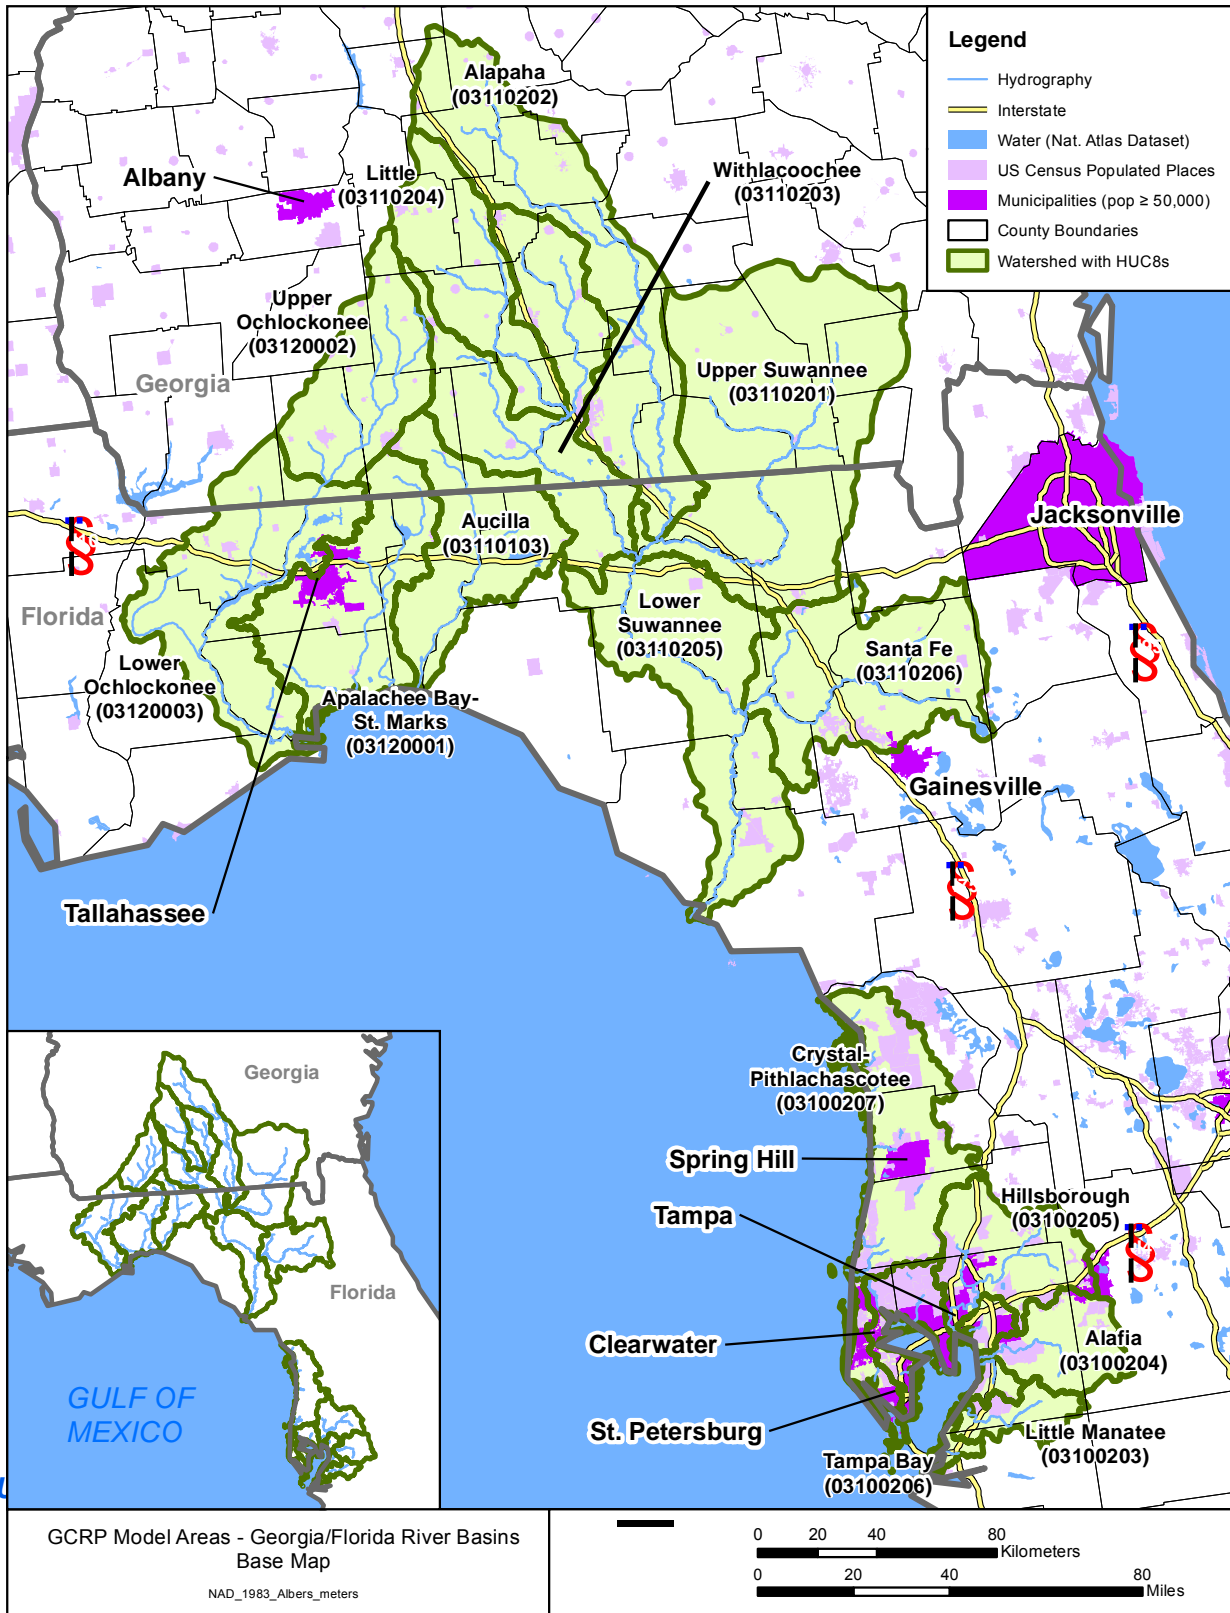 Legend
Hydrography
Interstate
Water (Nat. Atlas Dataset)
US Census Populated Places
Municipalities (pop ≥ 50,000)
County Boundaries
Watershed with HUC8s
Alapaha
(03110202)
Albany
Little
(03110204)
Withlacoochee
(03110203)
Upper
Ochlockonee
(03120002)
Georgia
Upper Suwannee
(03110201)
Aucilla
(03110103)
Jacksonville
Florida
Lower
Suwannee
(03110205)
Santa Fe
(03110206)
Lower
Ochlockonee
(03120003)
Apalachee Bay-
St. Marks
(03120001)
Gainesville
Tallahassee
Crystal-
Pithlachascotee
(03100207)
Spring Hill
Tampa
Hillsborough
(03100205)
Clearwater
Alafia
(03100204)
St. Petersburg
Little Manatee
(03100203)
Tampa Bay
(03100206)
Georgia
Florida
GULF OF
MEXICO
GCRP Model Areas - Georgia/Florida River Basins
Base Map
NAD_1983_Albers_meters
0 20 40 80
Kilometers
0 20 40 80
Miles